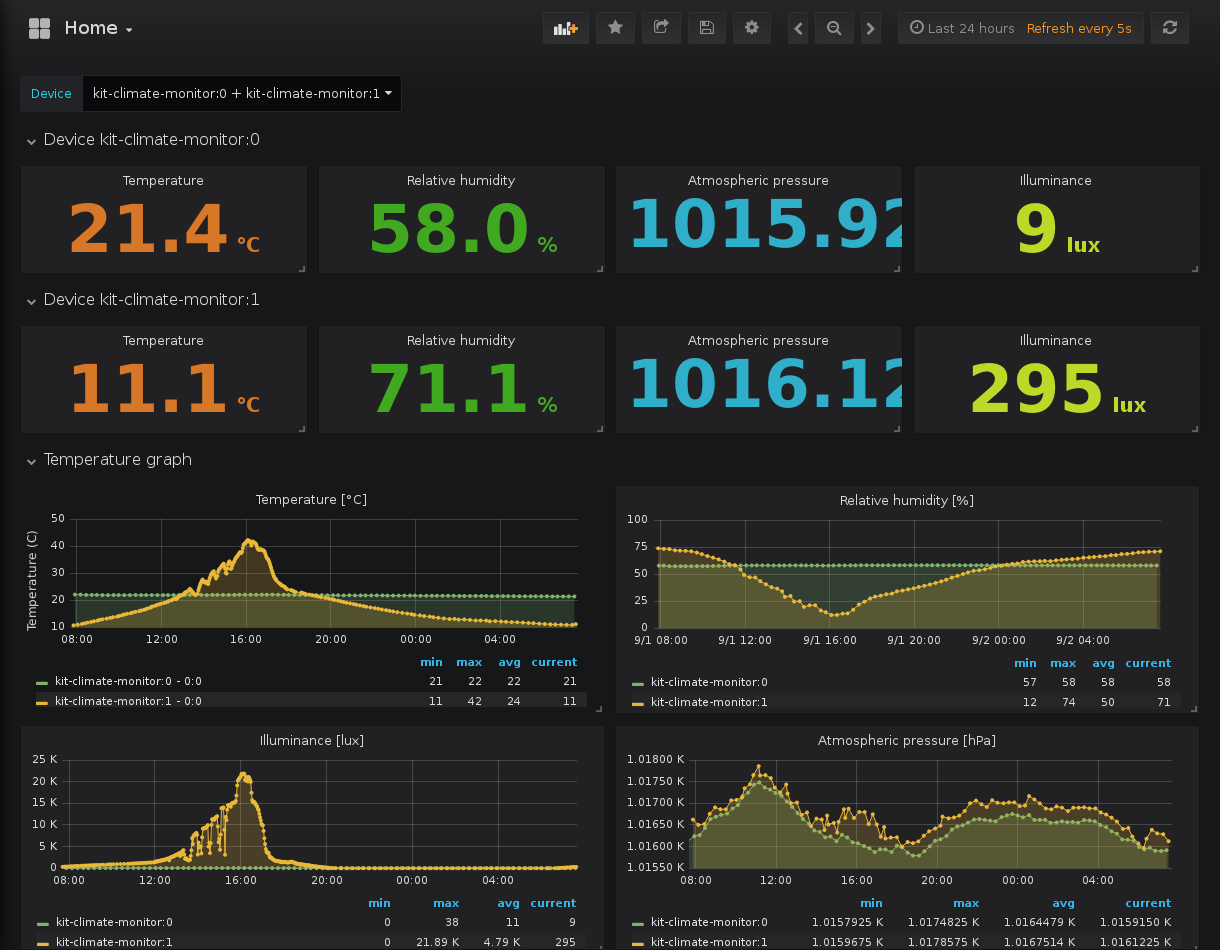 Home
Last 24 hours Refresh every 5s
Device kit-climate-monitor:0 + kit-climate-monitor:1
Device kit-climate-monitor:0
Temperature Relative humidity Atmospheric pressure Illuminance
21.4 °C 58.0 % 1015.92 9 lux
Device kit-climate-monitor:1
Temperature Relative humidity Atmospheric pressure Illuminance
11.1 °C 71.1 % 1016.12 295 lux
Temperature graph
Temperature [°C]
Temperature (C)
50
40
30
20
10
08:00 12:00 16:00 20:00 00:00 04:00
min max avg current
kit-climate-monitor:0 - 0:0 21 22 22 21
kit-climate-monitor:1 - 0:0 11 42 24 11
Relative humidity [%]
100
75
50
25
0
9/1 08:00 9/1 12:00 9/1 16:00 9/1 20:00 9/2 00:00 9/2 04:00
min max avg current
kit-climate-monitor:0 57 58 58 58
kit-climate-monitor:1 12 74 50 71
Illuminance [lux]
25 K
20 K
15 K
10 K
5 K
0
08:00 12:00 16:00 20:00 00:00 04:00
min max avg current
kit-climate-monitor:0 0 38 11 9
kit-climate-monitor:1 0 21.89 K 4.79 K 295
Atmospheric pressure [hPa]
1.01800 K
1.01750 K
1.01700 K
1.01650 K
1.01600 K
1.01550 K
08:00 12:00 16:00 20:00 00:00 04:00
min max avg current
kit-climate-monitor:0 1.0157925 K 1.0174825 K 1.0164479 K 1.0159150 K
kit-climate-monitor:1 1.0159675 K 1.0178575 K 1.0167514 K 1.0161225 K